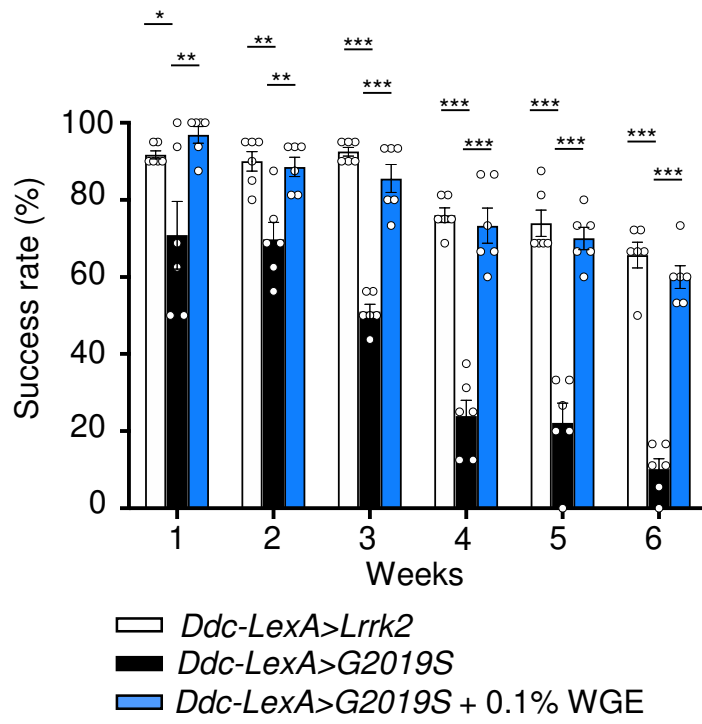 * ** *** *** *** ***
** ** *** *** *** ***
100
80
60
40
20
0
Success rate (%)
1 2 3 4 5 6
Weeks
Ddc-LexA>Lrrk2
Ddc-LexA>G2019S
Ddc-LexA>G2019S + 0.1% WGE